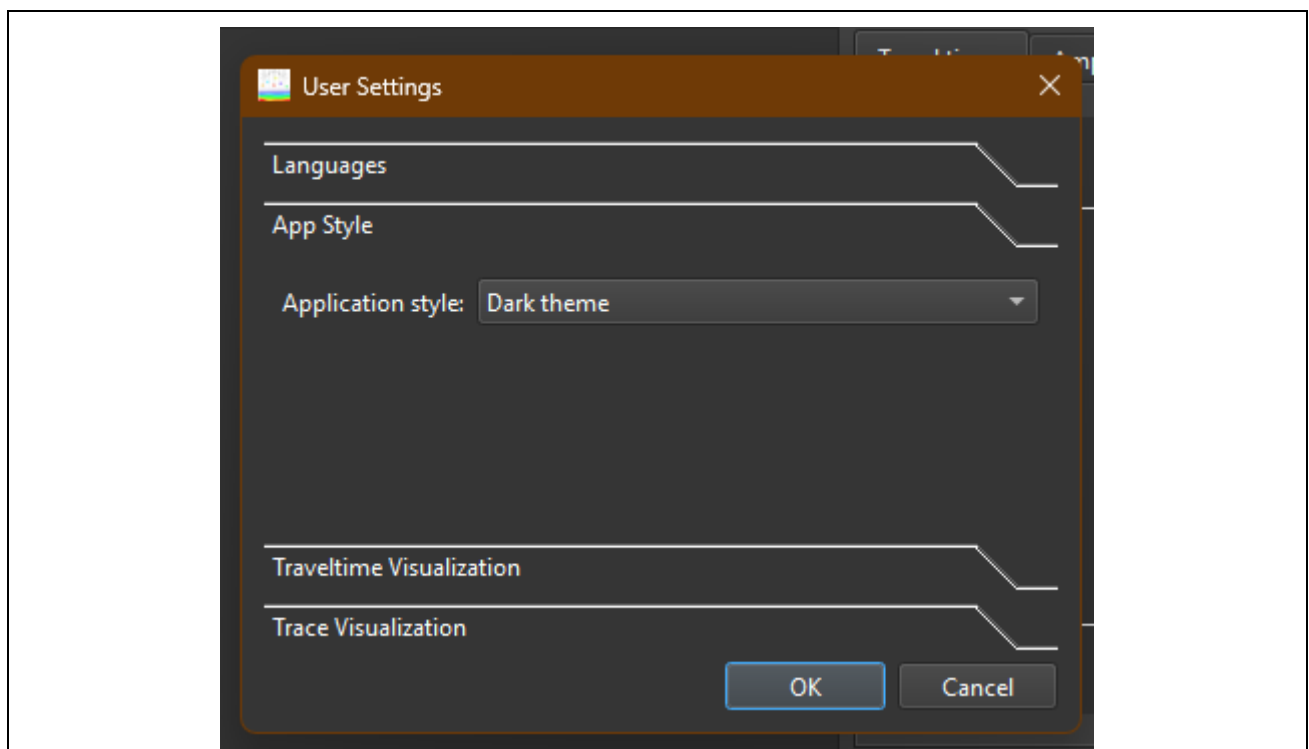 User Settings
Languages
App Style
Application style: Dark theme
Traveltime Visualization
Trace Visualization
OK Cancel